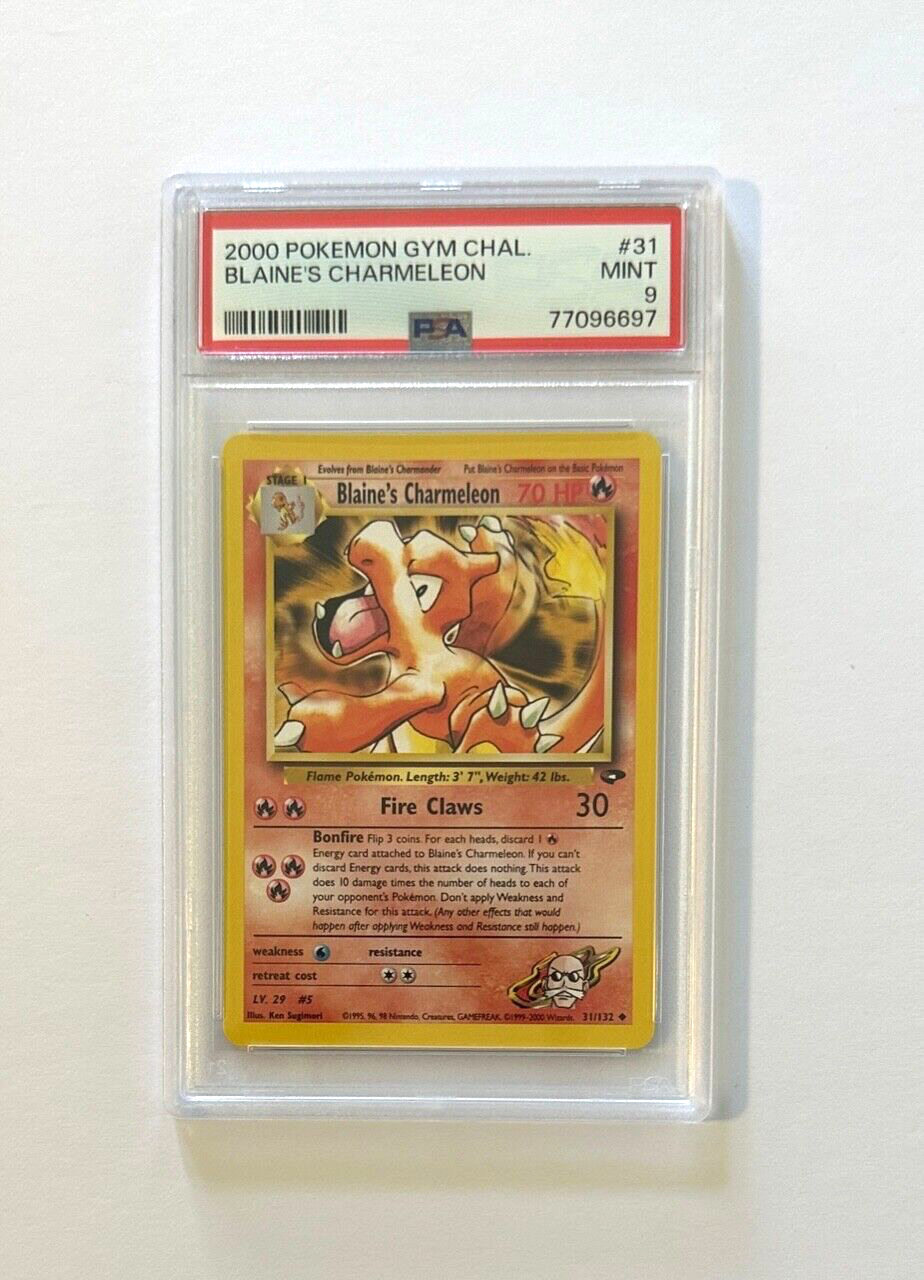 2000 POKEMON GYM CHAL. #31
BLAINE'S CHARMELEON MINT
9
PSA 77096697
Evolves from Blaine's Charmander Put Blaine's Charmeleon on the Basic Pokémon
STAGE 1
Blaine's Charmeleon 70 HP
Flame Pokémon. Length: 3' 7", Weight: 42 lbs.
Fire Claws 30
Bonfire Flip 3 coins. For each heads, discard 1
Energy card attached to Blaine's Charmeleon. If you can't
discard Energy cards, this attack does nothing. This attack
does 10 damage times the number of heads to each of
your opponent's Pokémon. Don't apply Weakness and
Resistance for this attack. (Any other effects that would
happen after applying Weakness and Resistance still happen.)
weakness resistance
retreat cost
LV. 29 #5
Illus. Ken Sugimori ©1995, 96, 98 Nintendo, Creatures, GAMEFREAK. ©1999-2000 Wizards. 31/132